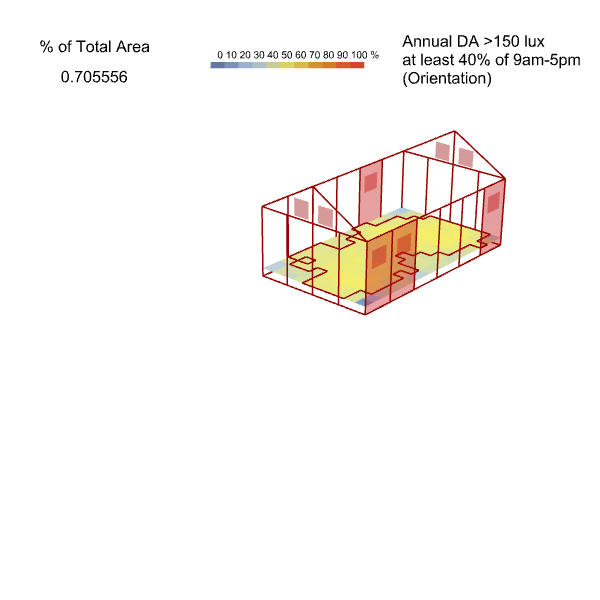 % of Total Area
0.705556
0 10 20 30 40 50 60 70 80 90 100 %
Annual DA >150 lux
at least 40% of 9am-5pm
(Orientation)